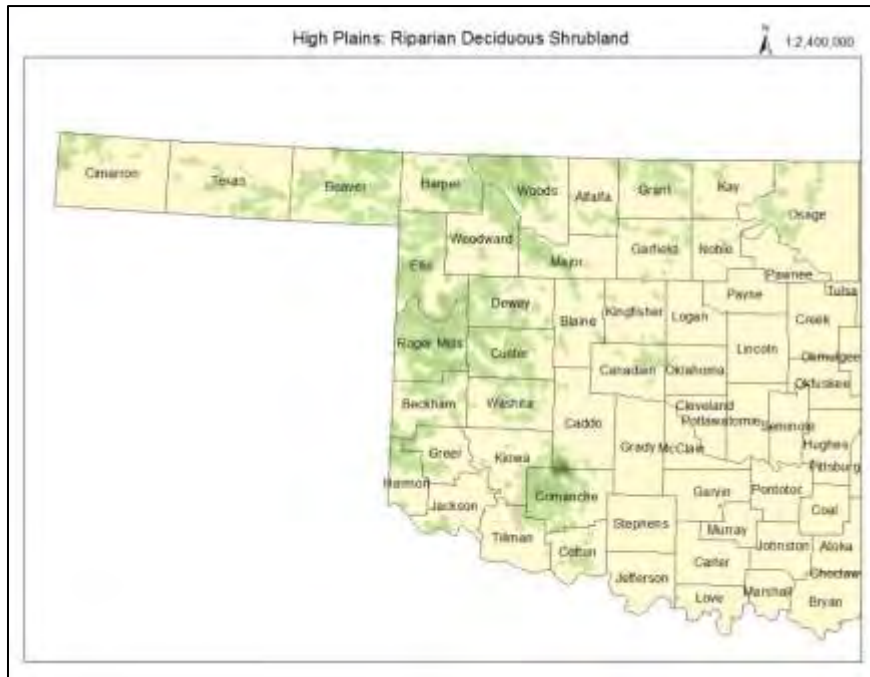 High Plains: Riparian Deciduous Shrubland
N
1:2,400,000
Cimarron
Texas
Beaver
Harper
Woods
Alfalfa
Grant
Kay
Osage
Woodward
Ellis
Major
Garfield
Noble
Pawnee
Dewey
Blaine
Kingfisher
Logan
Payne
Tulsa
Creek
Roger Mills
Custer
Canadian
Oklahoma
Lincoln
Okmulgee
Okfuskee
Beckham
Washita
Caddo
Cleveland
Pottawatomie
Seminole
Greer
Kiowa
Grady
McClain
Hughes
Pittsburg
Harmon
Jackson
Comanche
Garvin
Pontotoc
Coal
Tillman
Cotton
Stephens
Murray
Johnston
Atoka
Jefferson
Carter
Choctaw
Love
Marshall
Bryan